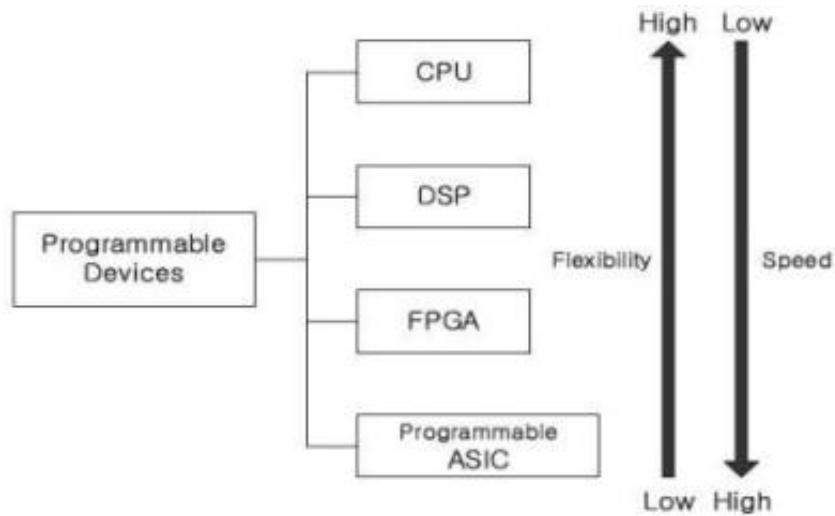 High Low
CPU
DSP
Programmable
Devices
Flexibility
Speed
FPGA
Programmable
ASIC
Low High